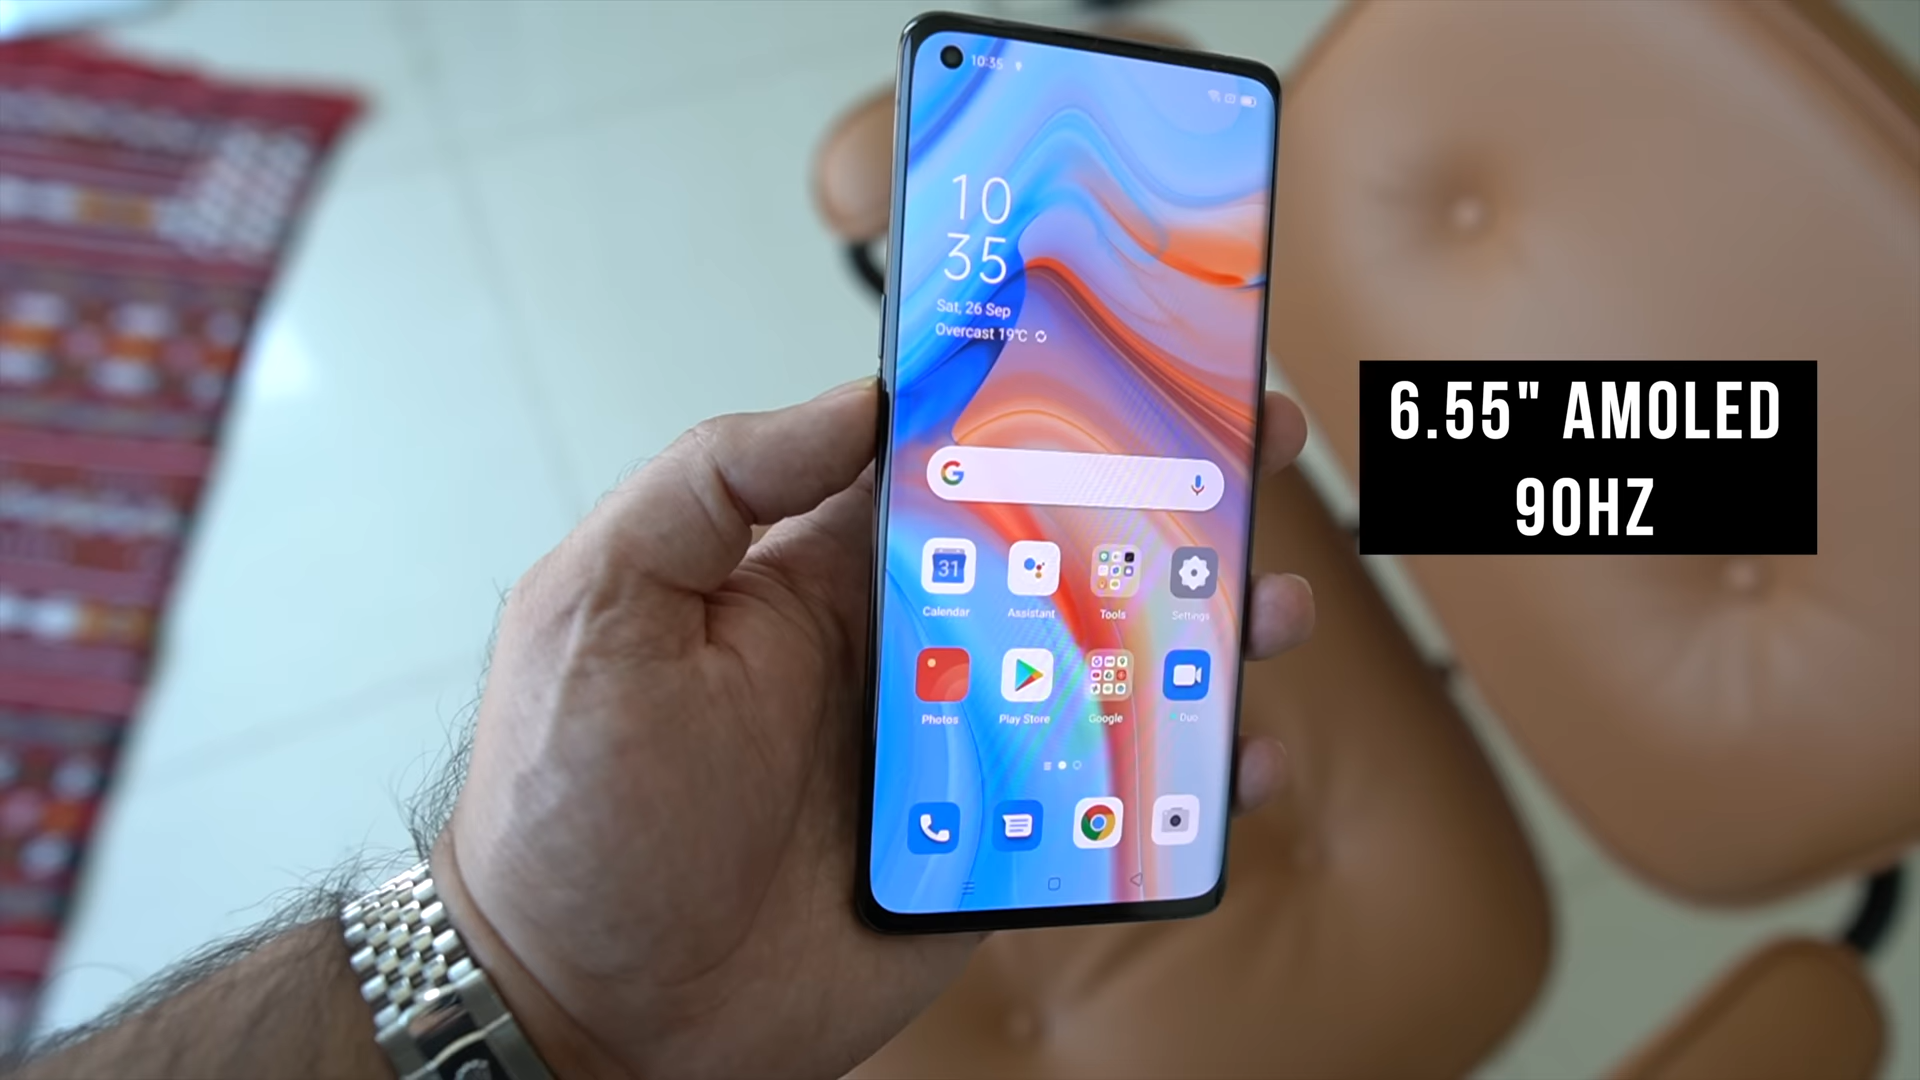 10:35
10
35
Sat, 26 Sep
Overcast 19°C
G
31
Calendar
Assistant
Tools
Settings
Photos
Play Store
Google
Duo
6.55" AMOLED
90HZ